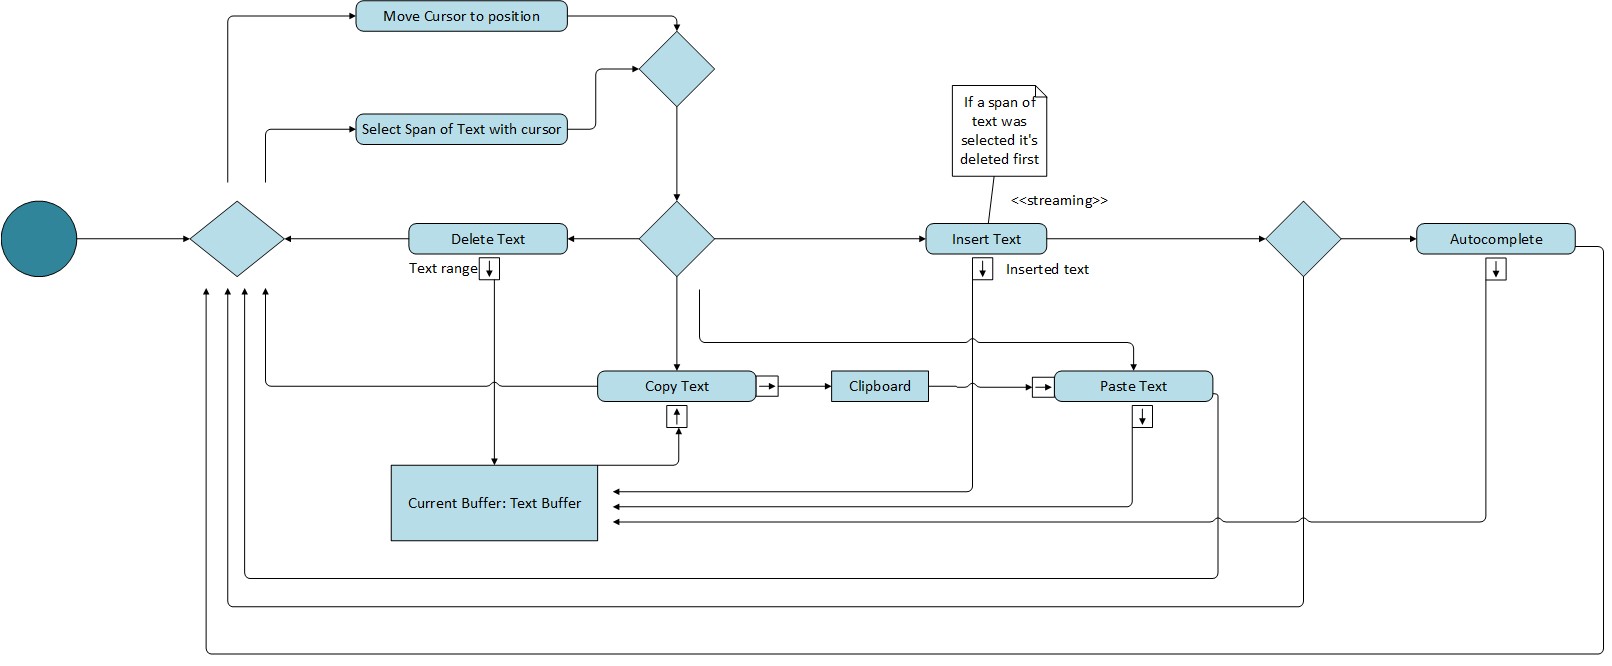 Move Cursor to position
Select Span of Text with cursor
If a span of
text was
selected it's
deleted first
<<streaming>>
Delete Text
Insert Text
Autocomplete
Text range
Inserted text
Copy Text
Clipboard
Paste Text
Current Buffer: Text Buffer